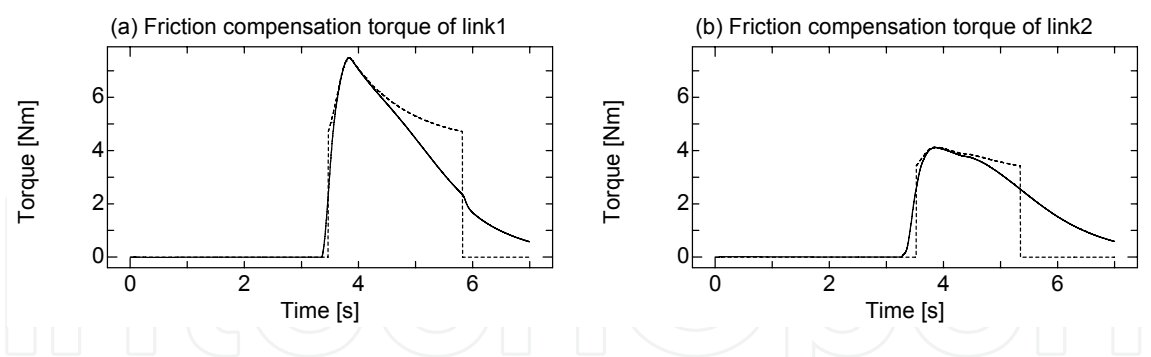 (a) Friction compensation torque of link1
(b) Friction compensation torque of link2
Torque [Nm]
6
4
2
0
0 2 4 6
Time [s]
Torque [Nm]
6
4
2
0
0 2 4 6
Time [s]